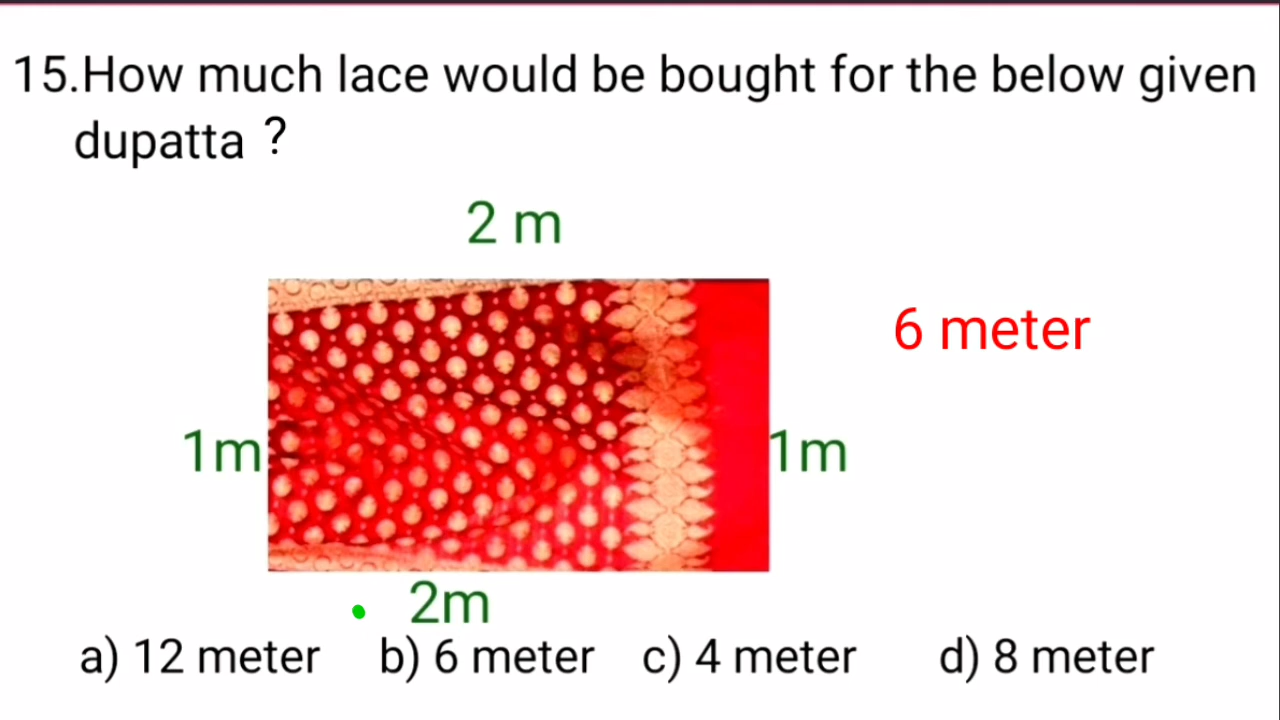 15.How much lace would be bought for the below given
dupatta ?
2 m
6 meter
1m
1m
2m
a) 12 meter b) 6 meter c) 4 meter d) 8 meter